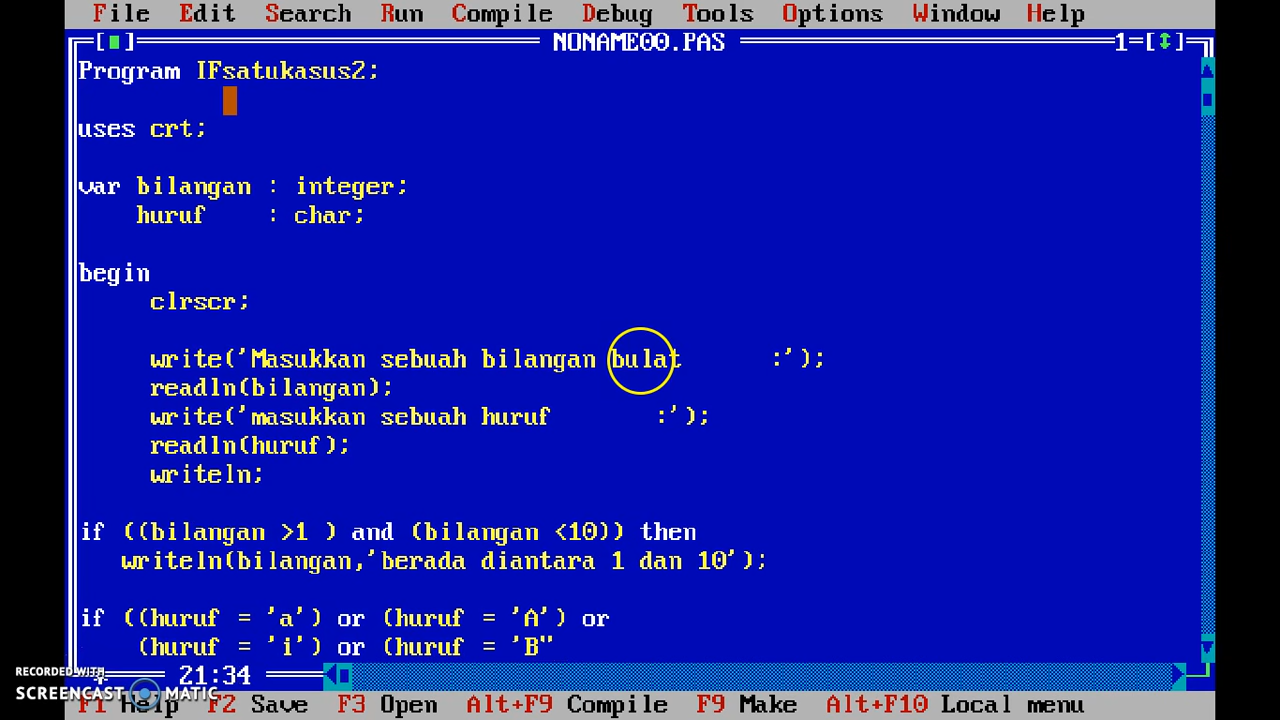 File Edit Search Run Compile Debug Tools Options Window Help
NONAME00.PAS 1
Program IFsatukasus2;
uses crt;
var bilangan : integer;
huruf : char;
begin
clrscr;
write('Masukkan sebuah bilangan bulat :');
readln(bilangan);
write('masukkan sebuah huruf :');
readln(huruf);
writeln;
if ((bilangan >1 ) and (bilangan <10)) then
writeln(bilangan,'berada diantara 1 dan 10');
if ((huruf = 'a') or (huruf = 'A') or
(huruf = 'i') or (huruf = 'B"
21:34
RECORDED WITH
SCREENCAST MATIC
F1 Help F2 Save F3 Open Alt+F9 Compile F9 Make Alt+F10 Local menu